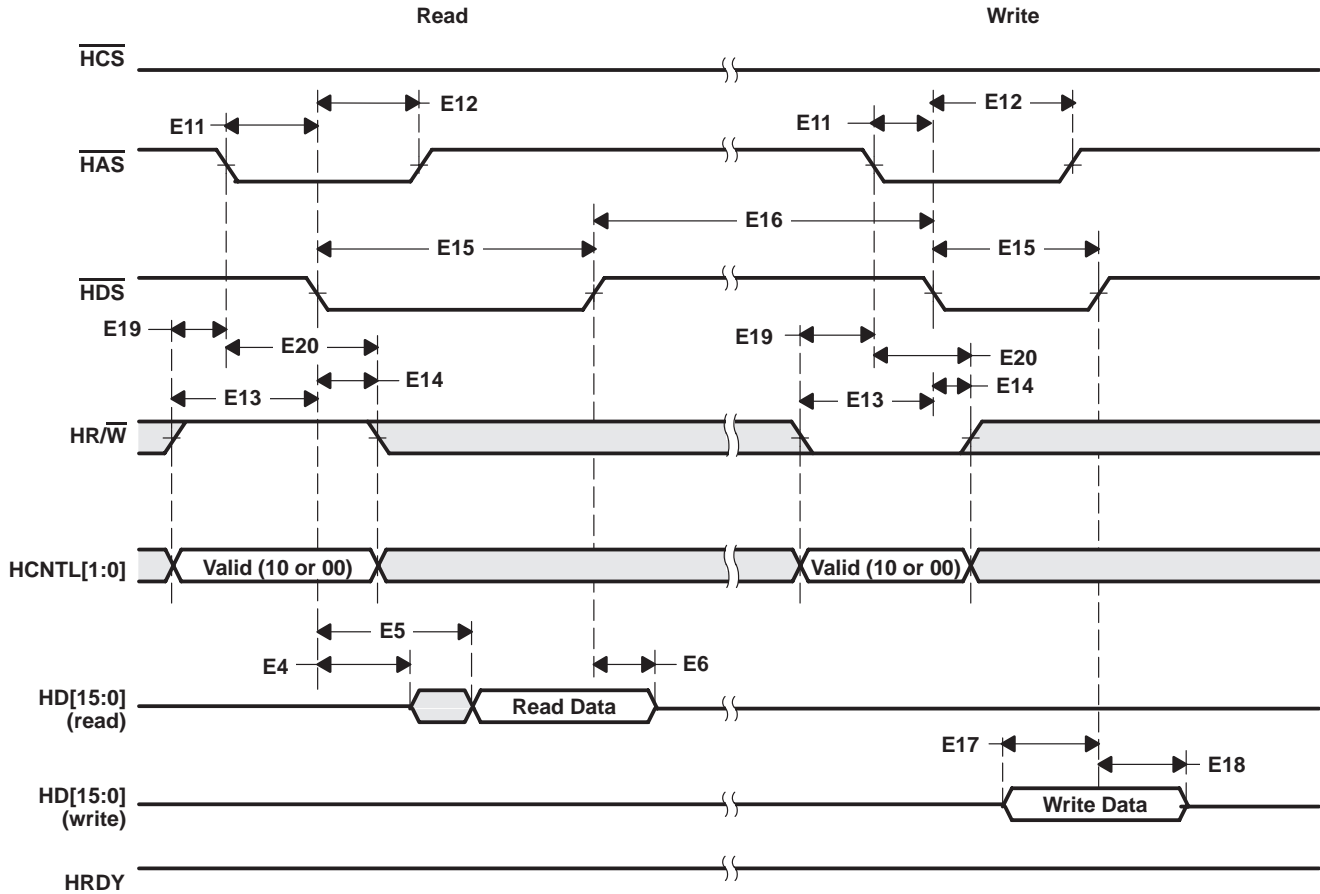 Read Write
HCS
E12 E12
E11 E11
HAS
E16
E15 E15
HDS
E19 E19
E20 E20
E14 E14
E13 E13
HR/W
HCNTL[1:0] Valid (10 or 00) Valid (10 or 00)
E5
E4 E6
HD[15:0] Read Data
(read)
E17 E18
HD[15:0] Write Data
(write)
HRDY